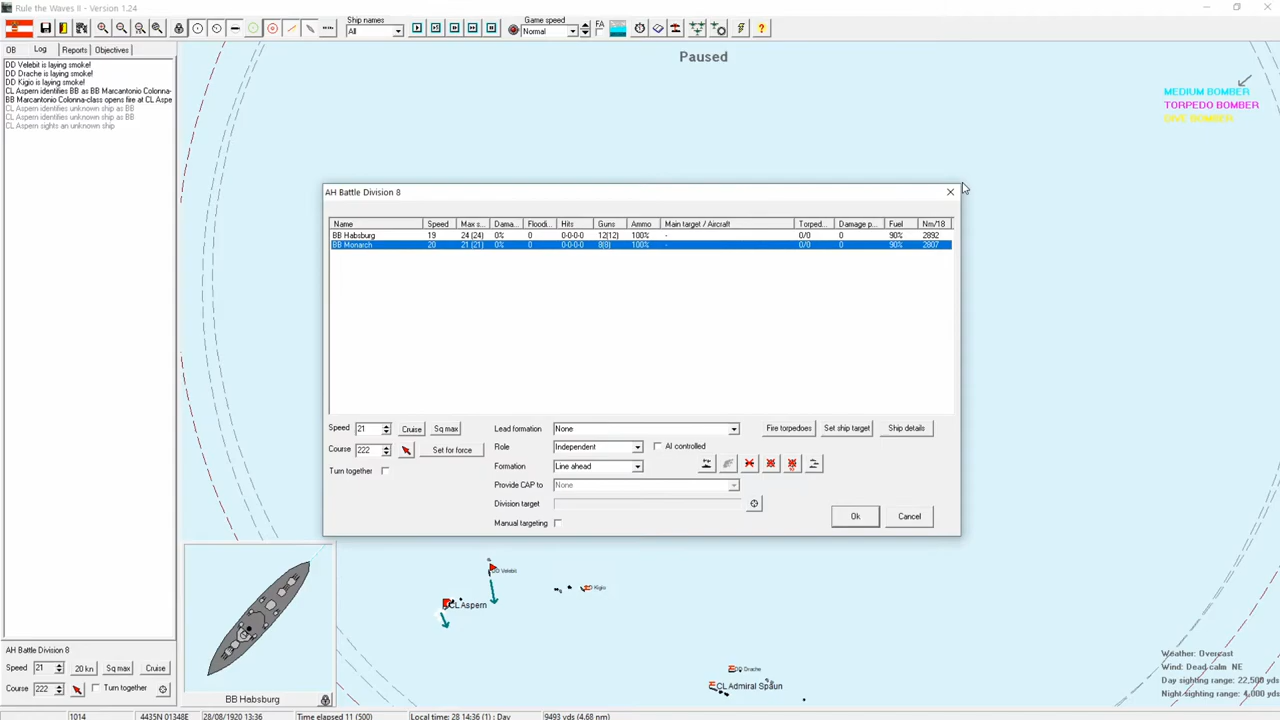 Rule the Waves II - Version 1.24
Ship names
All
Game speed
Normal
FA
OB Log Reports Objectives
DD Velebit is laying smoke!
DD Drache is laying smoke!
DD Kigio is laying smoke!
CL Aspern identifies BB as BB Marcantonio Colonna-
BB Marcantonio Colonna-class opens fire at CL Aspe
CL Aspern identifies unknown ship as BB
CL Aspern identifies unknown ship as BB
CL Aspern sights an unknown ship
Paused
MEDIUM BOMBER
TORPEDO BOMBER
DIVE BOMBER
AH Battle Division 8
Name Speed Max s... Dama... Floodi... Hits Guns Ammo Main target / Aircraft Torped... Damage p... Fuel Nm/18
BB Habsburg 19 24 (24) 0% 0 0-0-0-0 12(12) 100% - 0/0 0 90% 2892
BB Monarch 20 21 (21) 0% 0 0-0-0-0 8(8) 100% - 0/0 0 90% 2807
Speed 21 Cruise Sq max Lead formation None Fire torpedoes Set ship target Ship details
Course 222 Set for force Role Independent AI controlled
Turn together Formation Line ahead
Provide CAP to None
Division target
Manual targeting
Ok Cancel
DD Velebit
Kigio
CL Aspern
DD Drache
CL Admiral Spaun
BB Habsburg
AH Battle Division 8
Speed 21 20 kn Sq max Cruise
Course 222 Turn together
Weather: Overcast
Wind: Dead calm NE
Day sighting range: 22,500 yds
Night sighting range: 4,000 yds
1014 4435N 01348E 28/08/1920 13:36 Time elapsed 11 (500) Local time: 28 14:36 (1) : Day 9493 yds (4.68 nm)